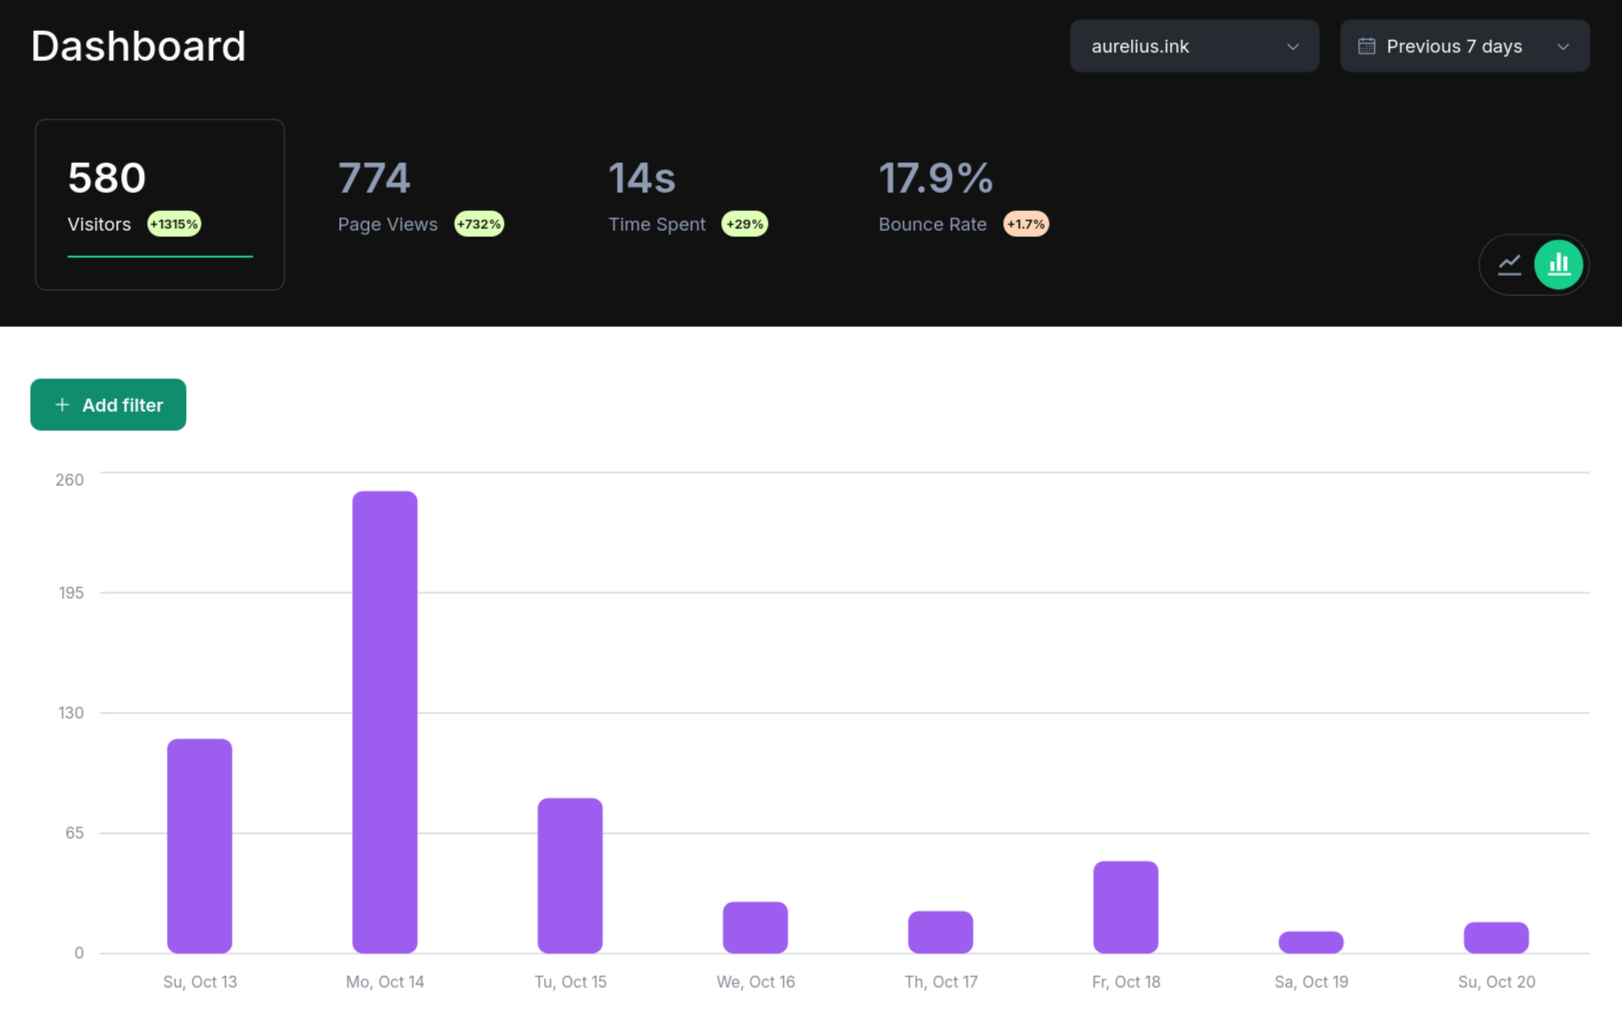 Dashboard
aurelius.ink
Previous 7 days
580
Visitors +1315%
774
Page Views +732%
14s
Time Spent +29%
17.9%
Bounce Rate +1.7%
+ Add filter
260
195
130
65
0
Su, Oct 13 Mo, Oct 14 Tu, Oct 15 We, Oct 16 Th, Oct 17 Fr, Oct 18 Sa, Oct 19 Su, Oct 20